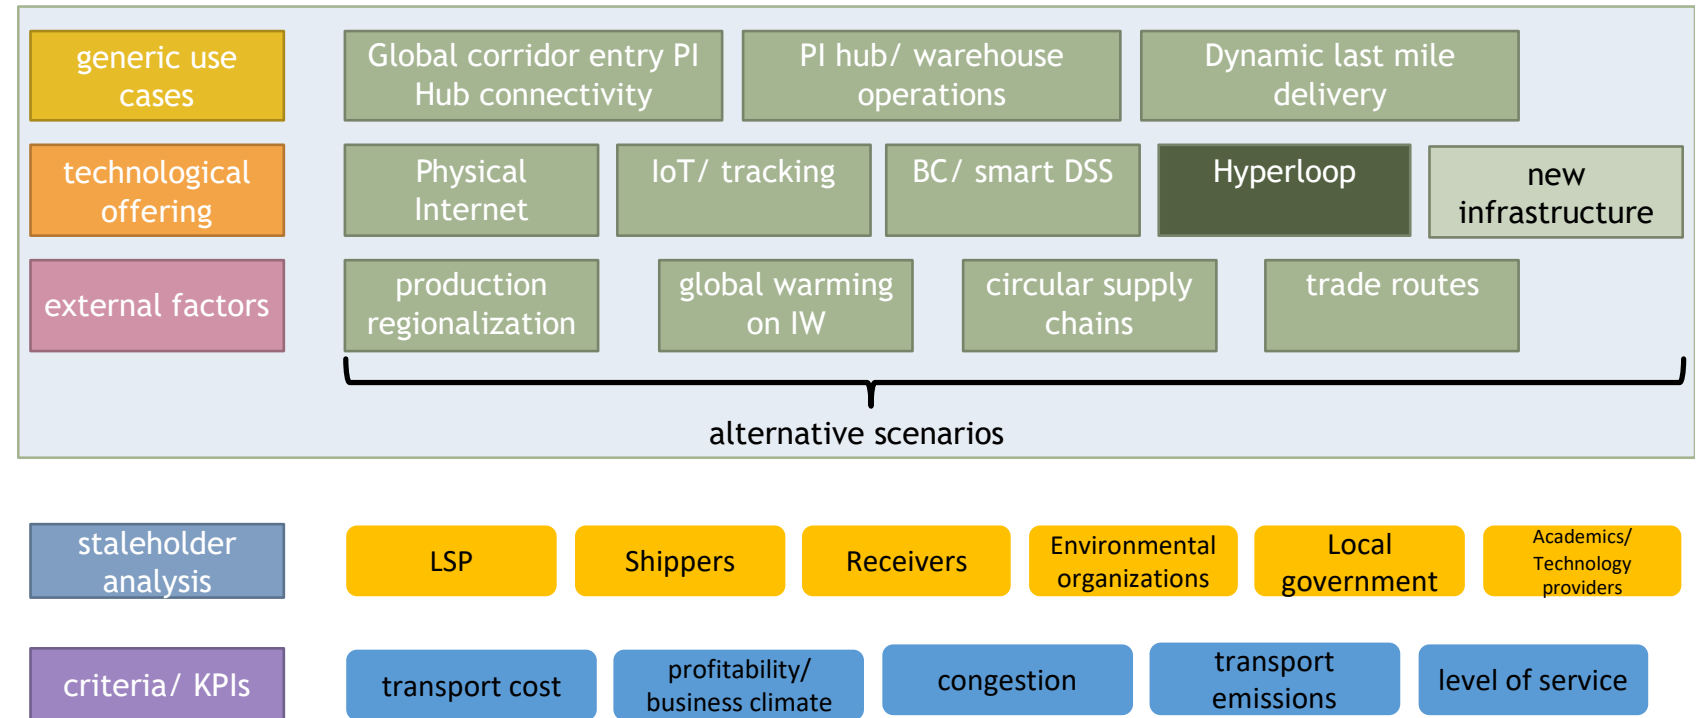 generic use
cases
Global corridor entry PI
Hub connectivity
PI hub/ warehouse
operations
Dynamic last mile
delivery
technological
offering
Physical
Internet
IoT/ tracking
BC/ smart DSS
Hyperloop
new
infrastructure
external factors
production
regionalization
global warming
on IW
circular supply
chains
trade routes
alternative scenarios
staleholder
analysis
LSP
Shippers
Receivers
Environmental
organizations
Local
government
Academics/
Technology
providers
criteria/ KPIs
transport cost
profitability/
business climate
congestion
transport
emissions
level of service